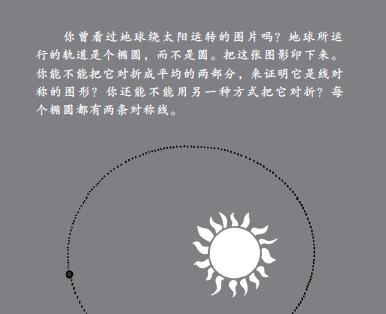 你曾看过地球绕太阳运转的图片吗？地球所运
行的轨道是个椭圆，而不是圆。把这张图影印下来。
你能不能把它对折成平均的两部分，来证明它是线对
称的图形？你还能不能用另一种方式把它对折？每
个椭圆都有两条对称线。